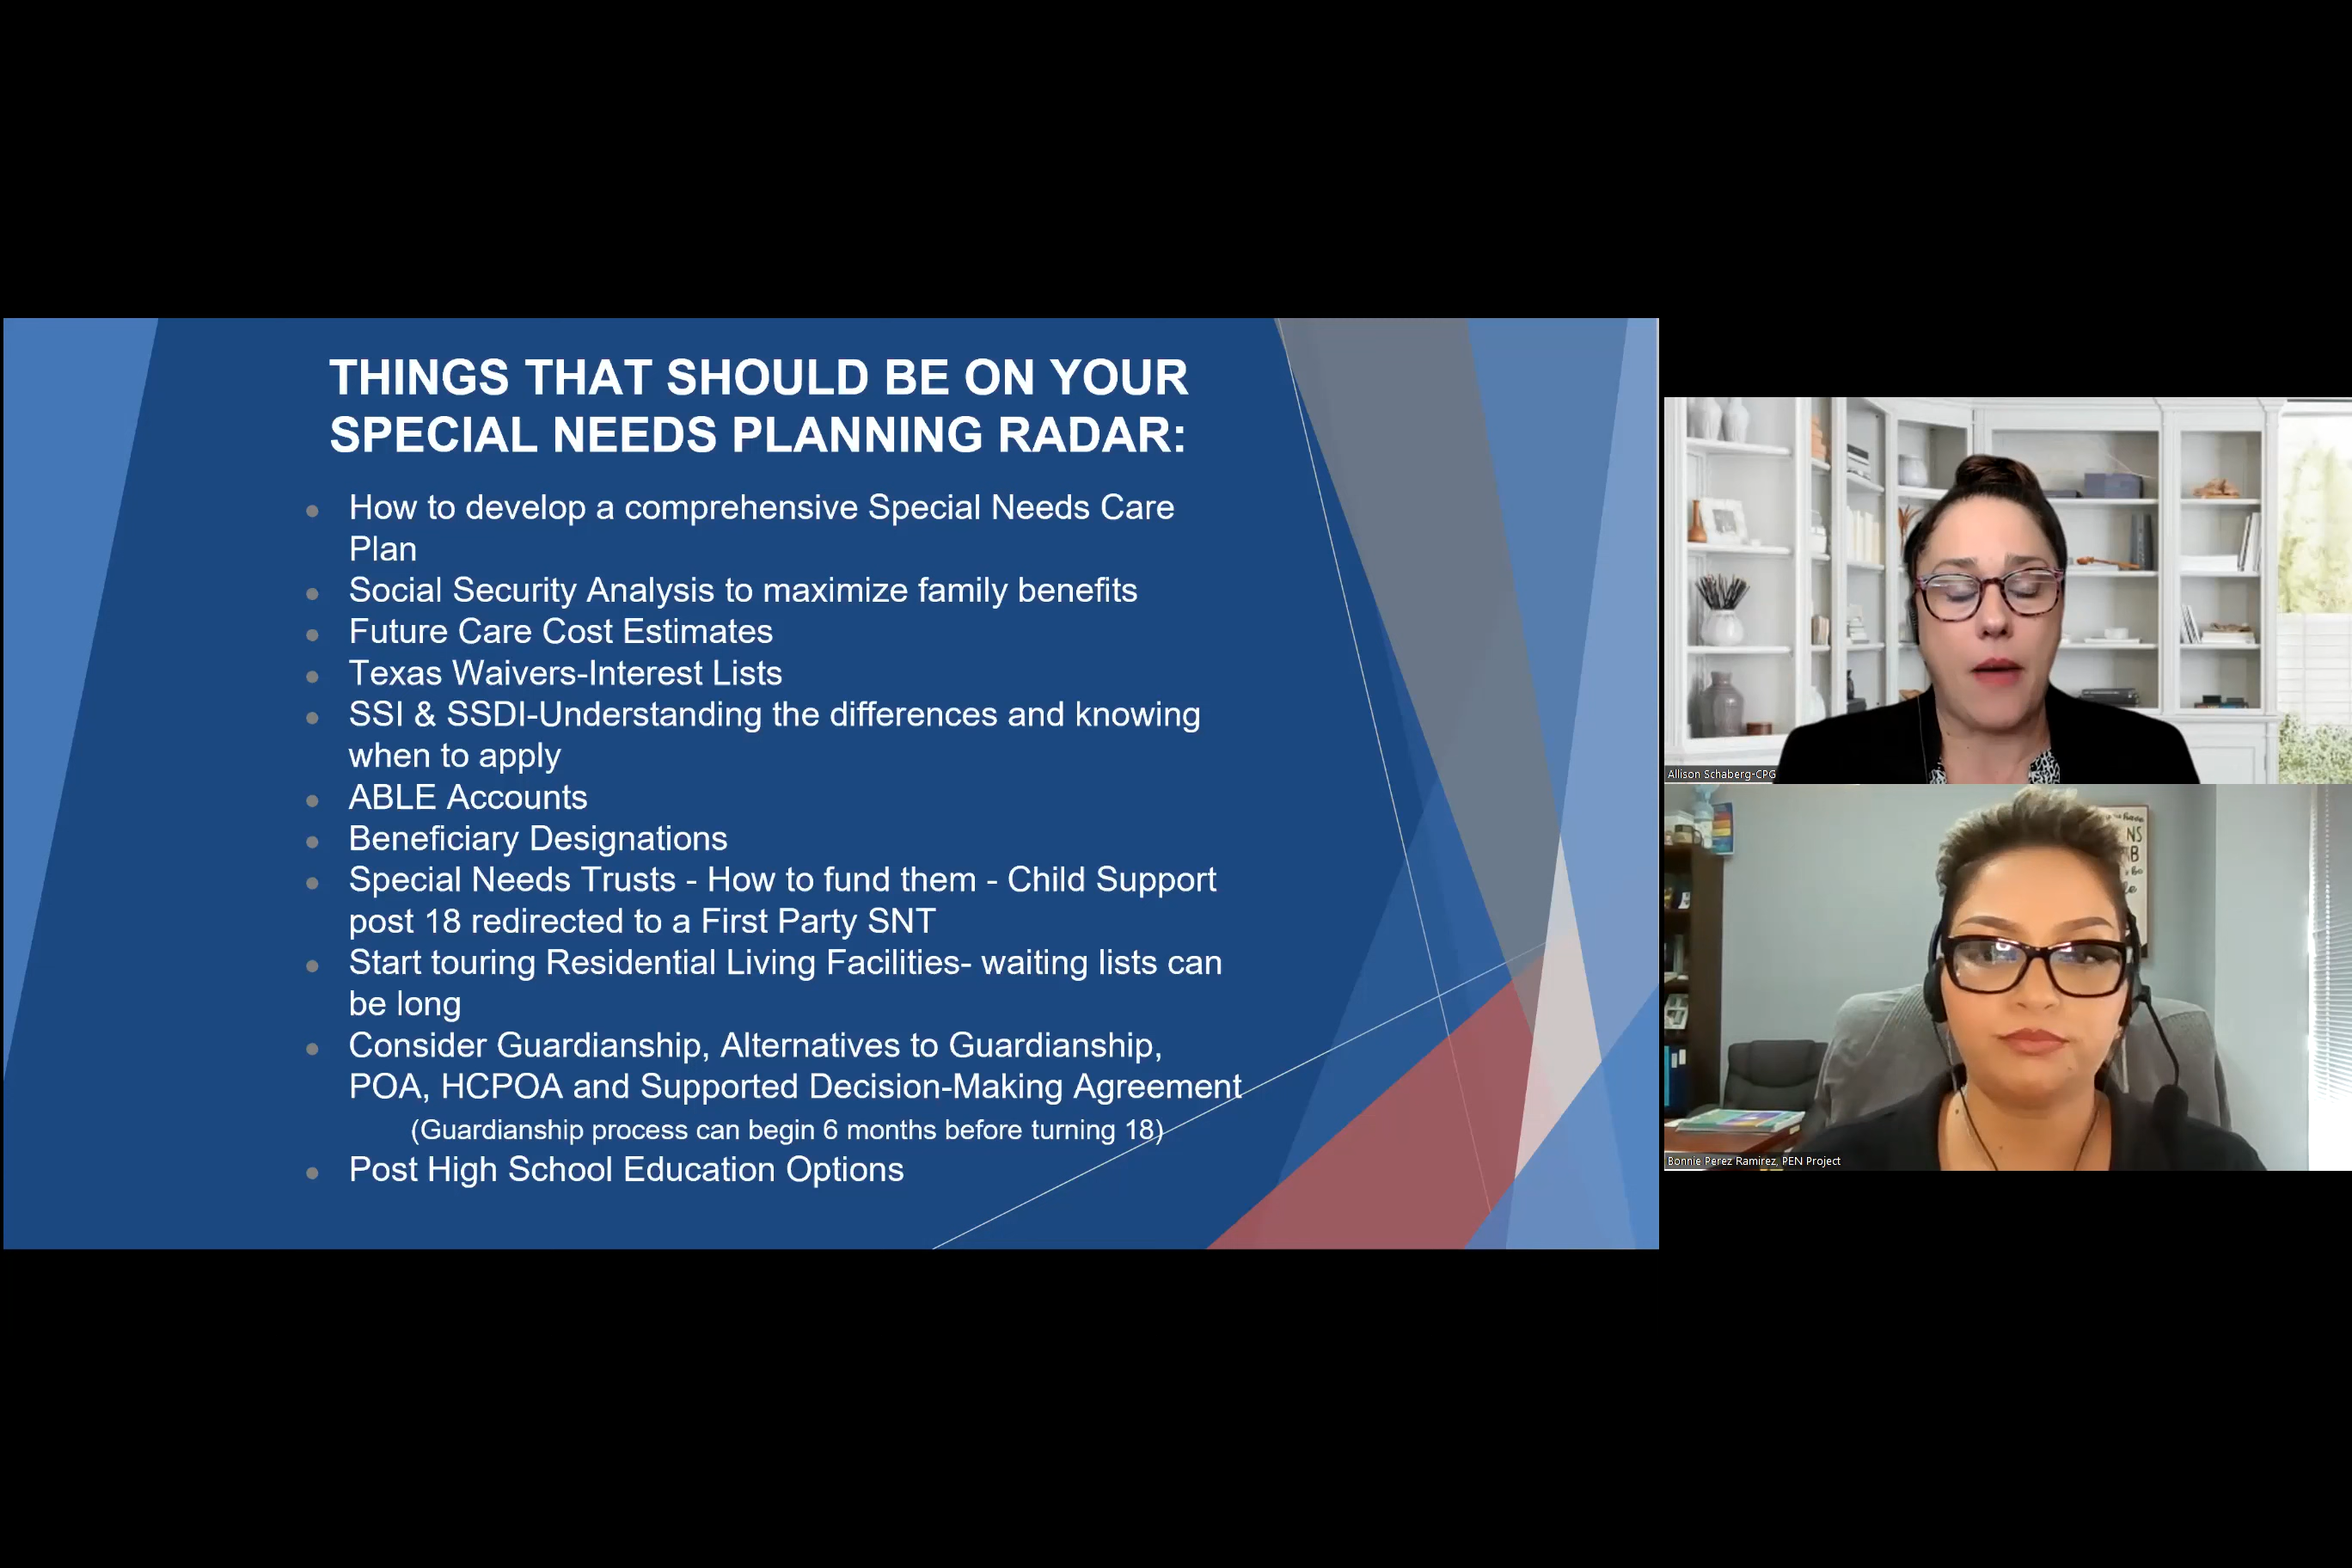 THINGS THAT SHOULD BE ON YOUR
SPECIAL NEEDS PLANNING RADAR:
How to develop a comprehensive Special Needs Care
Plan
Social Security Analysis to maximize family benefits
Future Care Cost Estimates
Texas Waivers-Interest Lists
SSI & SSDI-Understanding the differences and knowing
when to apply
ABLE Accounts
Beneficiary Designations
Special Needs Trusts - How to fund them - Child Support
post 18 redirected to a First Party SNT
Start touring Residential Living Facilities- waiting lists can
be long
Consider Guardianship, Alternatives to Guardianship,
POA, HCPOA and Supported Decision-Making Agreement
(Guardianship process can begin 6 months before turning 18)
Post High School Education Options
Allison Schaberg-CPG
Bonnie Perez Ramirez, PEN Project